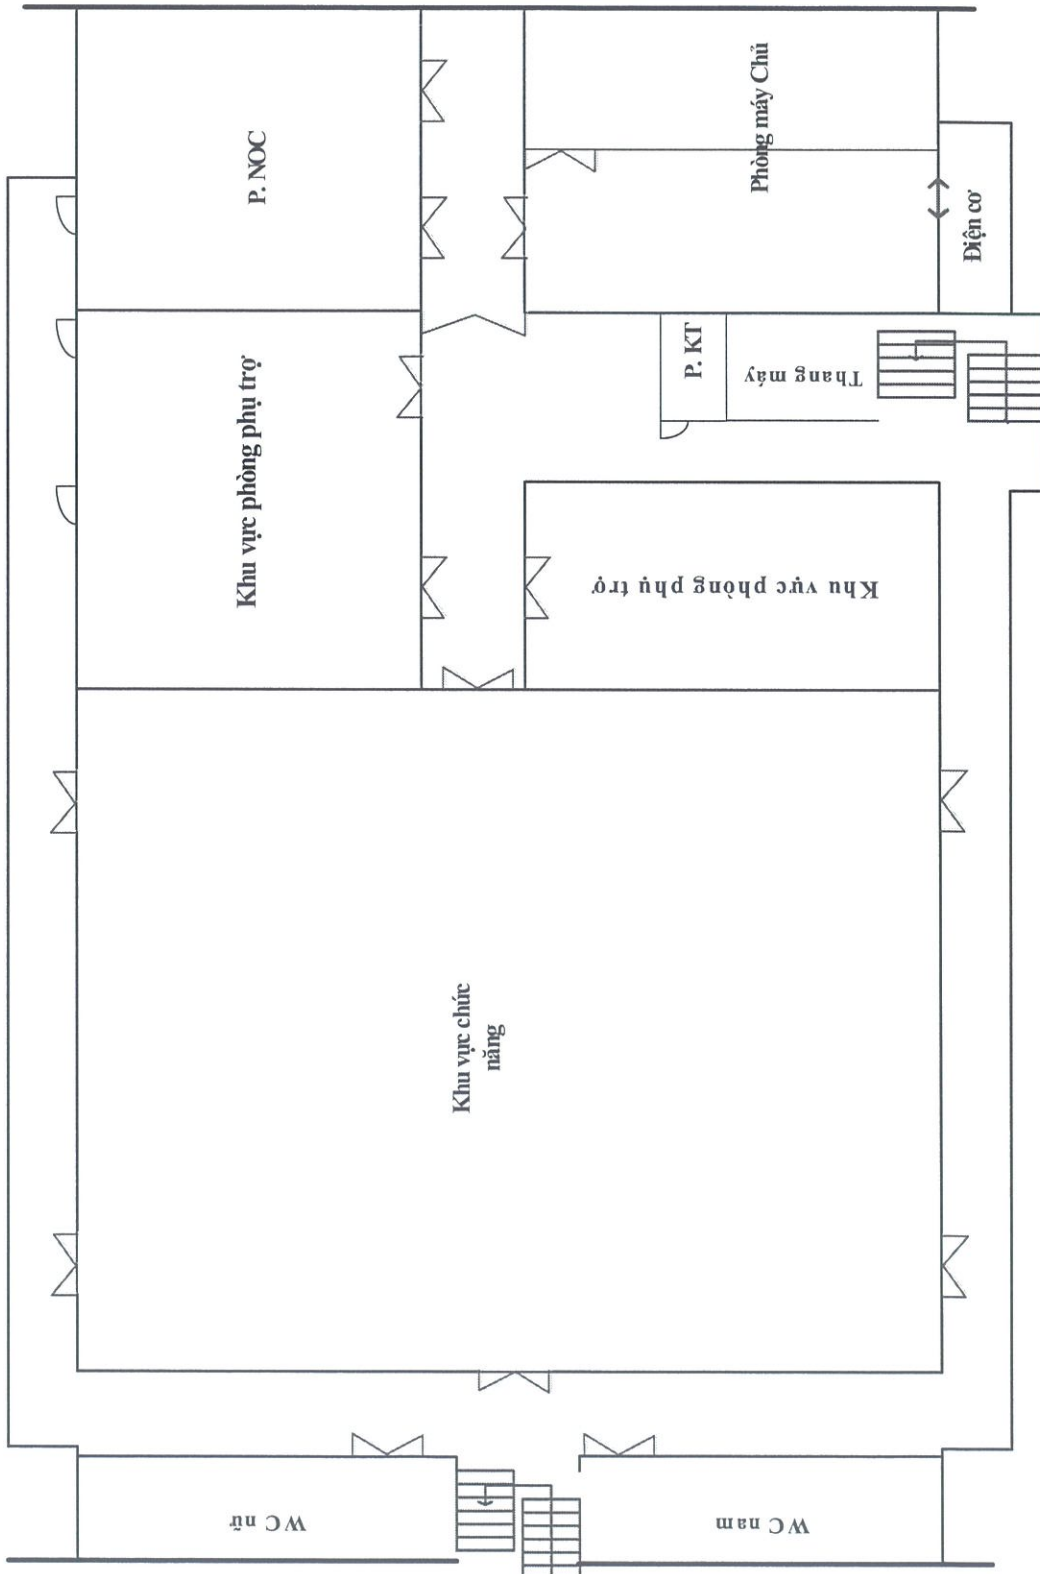 P. NOC
Phòng máy Chủ
Điện cơ
Khu vực phòng phụ trợ
P. KT
Thang máy
Khu vực phòng phụ trợ
Khu vực chức
năng
WC nữ
WC nam